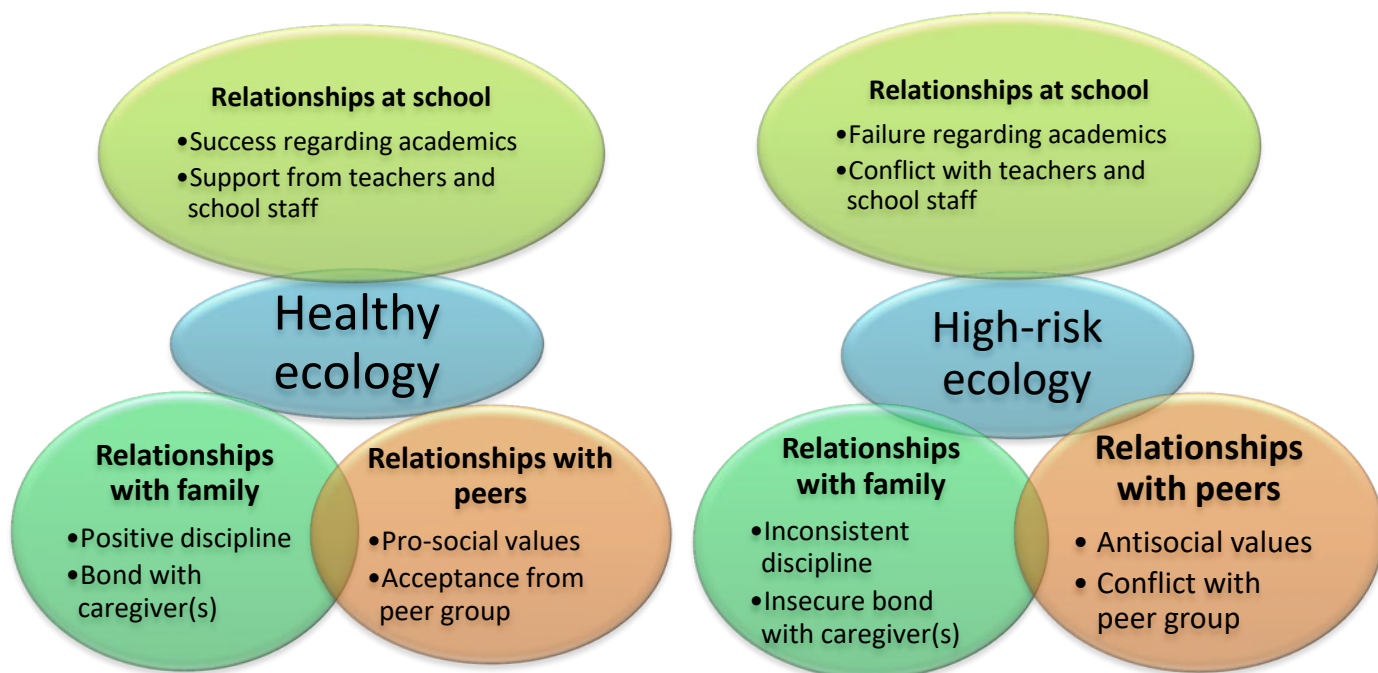 Relationships at school
•Success regarding academics
•Support from teachers and
school staff
Healthy
ecology
Relationships
with family
•Positive discipline
•Bond with
caregiver(s)
Relationships with
peers
•Pro-social values
•Acceptance from
peer group
Relationships at school
•Failure regarding academics
•Conflict with teachers and
school staff
High-risk
ecology
Relationships
with family
•Inconsistent
discipline
•Insecure bond
with caregiver(s)
Relationships
with peers
• Antisocial values
• Conflict with
peer group